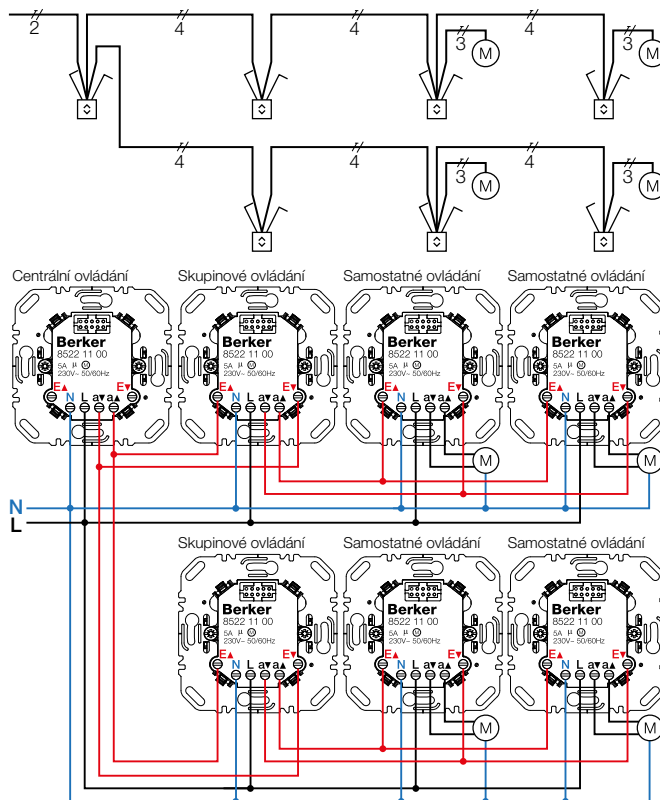 2 4 4 3 M 4 3 M
4 4 3 M 4 3 M
Centrální ovládání Skupinové ovládání Samostatné ovládání Samostatné ovládání
Berker Berker Berker Berker
8522 11 00 8522 11 00 8522 11 00 8522 11 00
5A µ M 5A µ M 5A µ M 5A µ M
230V~ 50/60Hz 230V~ 50/60Hz 230V~ 50/60Hz 230V~ 50/60Hz
E▲ E▼ E▲ E▼ E▲ E▼ E▲ E▼
N L a▼ a▲ N L a▼ a▲ N L a▼ a▲ N L a▼ a▲
M M
N
L
Skupinové ovládání Samostatné ovládání Samostatné ovládání
Berker Berker Berker
8522 11 00 8522 11 00 8522 11 00
5A µ M 5A µ M 5A µ M
230V~ 50/60Hz 230V~ 50/60Hz 230V~ 50/60Hz
E▲ E▼ E▲ E▼ E▲ E▼
N L a▼ a▲ N L a▼ a▲ N L a▼ a▲
M M